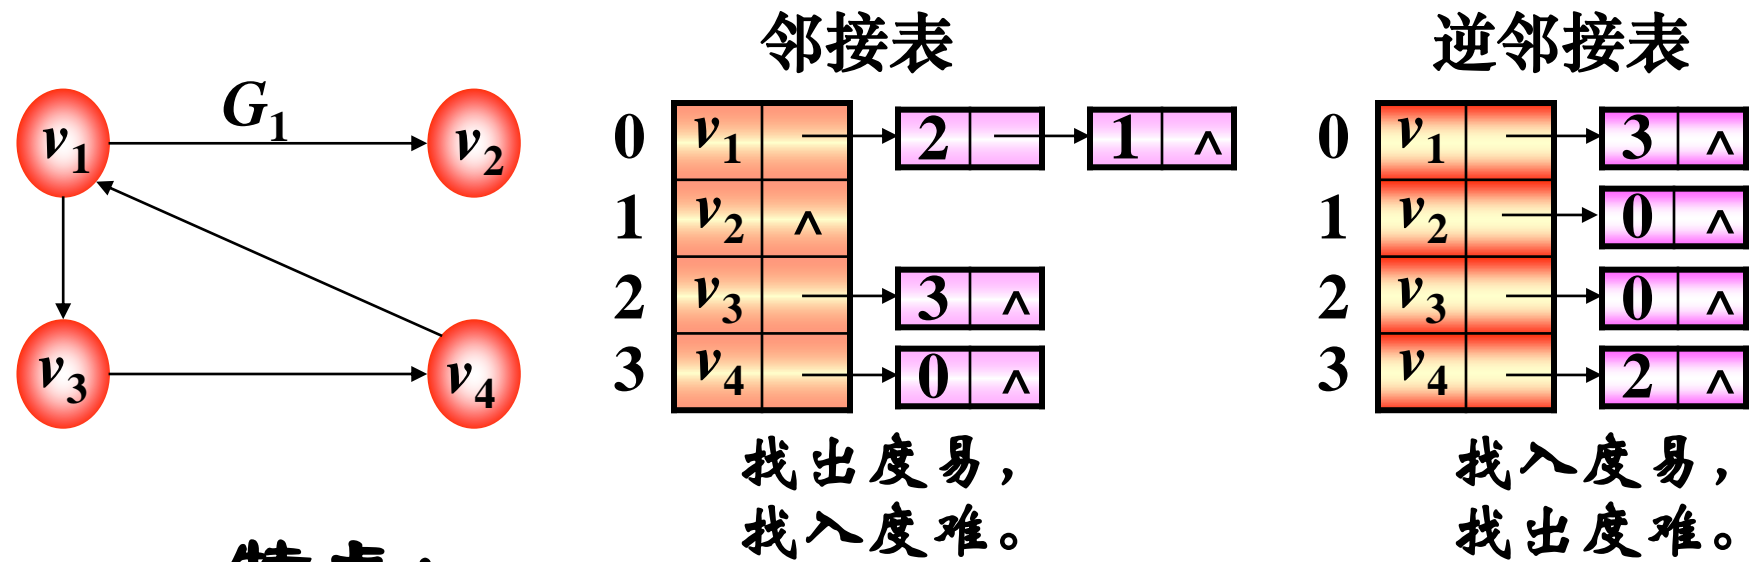 邻接表
逆邻接表
G1
v1
v2
v3
v4
0 v1 2 1 ^
1 v2 ^
2 v3 3 ^
3 v4 0 ^
找出度易，
找入度难。
0 v1 3 ^
1 v2 0 ^
2 v3 0 ^
3 v4 2 ^
找入度易，
找出度难。